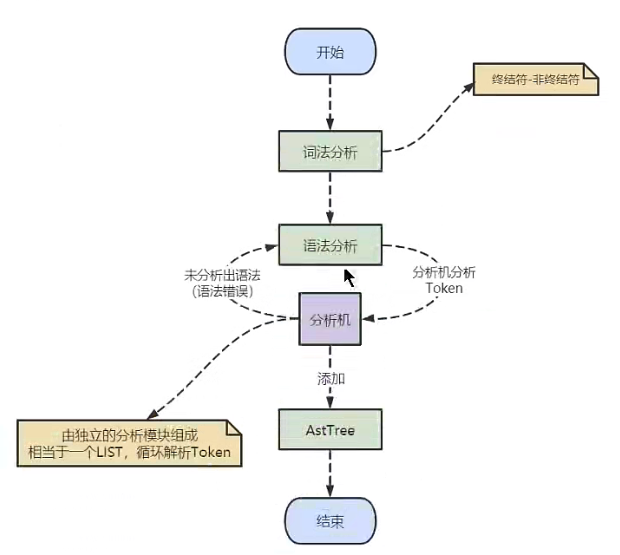 开始
终结符-非终结符
词法分析
语法分析
未分析出语法
(语法错误)
分析机分析
Token
分析机
添加
由独立的分析模块组成
相当于一个LIST，循环解析Token
AstTree
结束